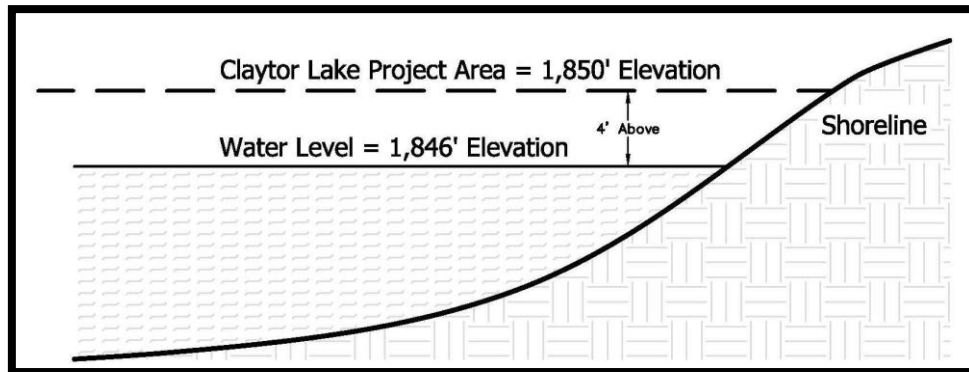 Claytor Lake Project Area = 1,850' Elevation
4' Above
Shoreline
Water Level = 1,846' Elevation